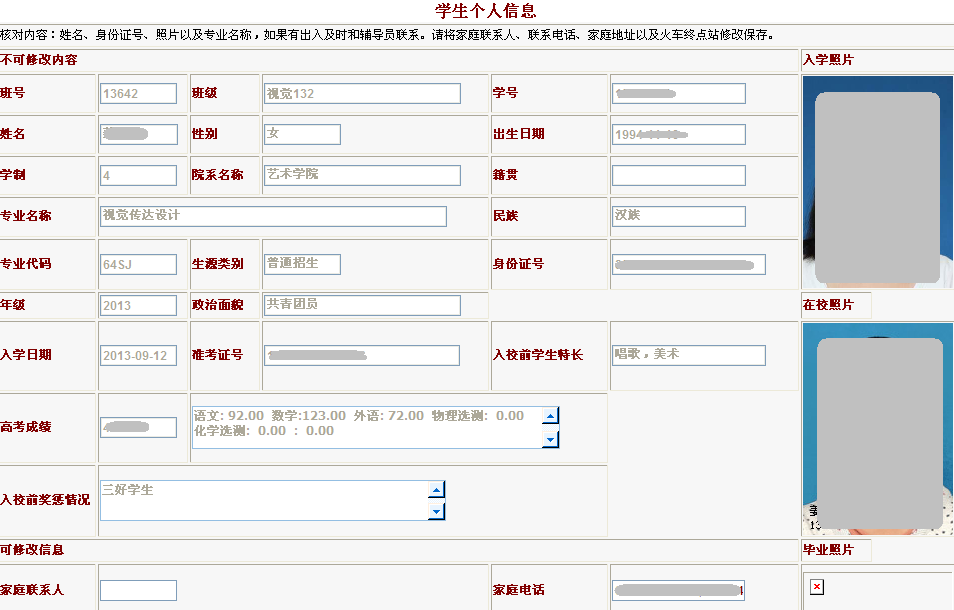 学生个人信息
核对内容：姓名、身份证号、照片以及专业名称，如果有出入及时和辅导员联系。请将家庭联系人、联系电话、家庭地址以及火车终点站修改保存。
不可修改内容 入学照片
班号 13642 班级 视觉132 学号
姓名 性别 女 出生日期 1994
学制 4 院系名称 艺术学院 籍贯
专业名称 视觉传达设计 民族 汉族
专业代码 64SJ 生源类别 普通招生 身份证号
年级 2013 政治面貌 共青团员 在校照片
入学日期 2013-09-12 准考证号 入校前学生特长 唱歌，美术
高考成绩 语文: 92.00 数学:123.00 外语: 72.00 物理选测: 0.00
化学选测: 0.00 : 0.00
入校前奖惩情况 三好学生
13
可修改信息 毕业照片
家庭联系人 家庭电话